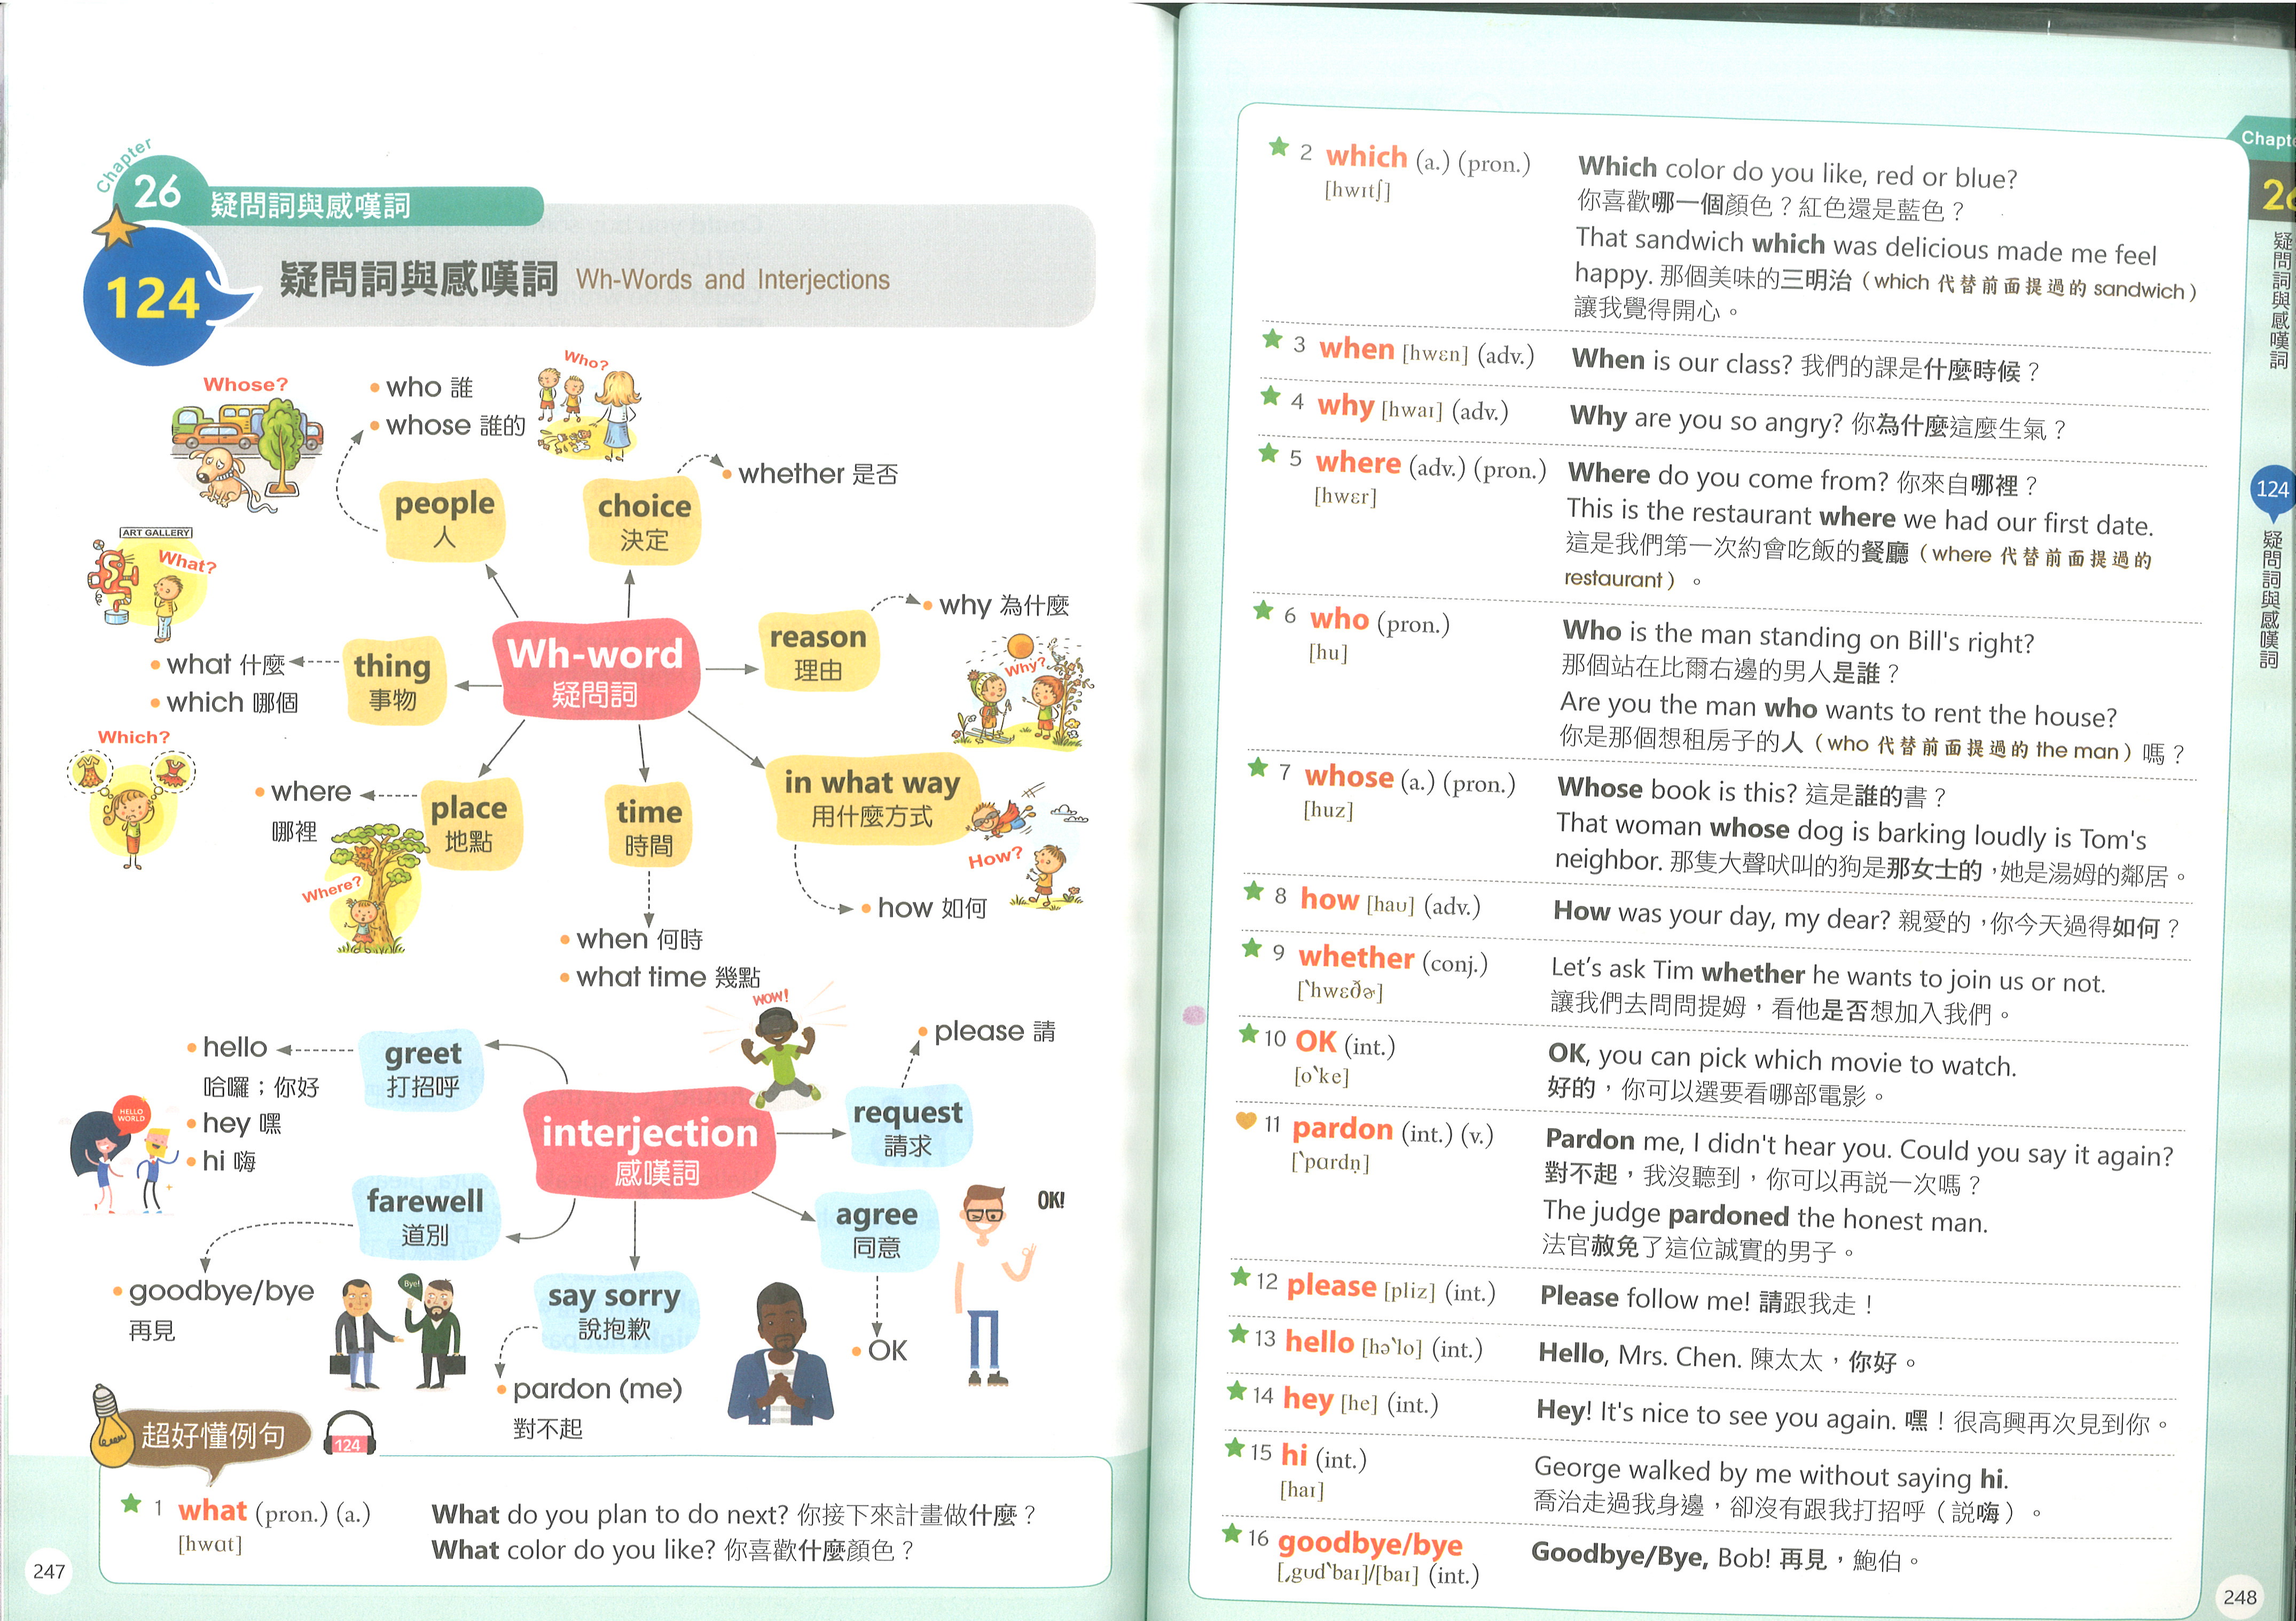 Chapter
26 疑問詞與感嘆詞
124 疑問詞與感嘆詞 Wh-Words and Interjections
Whose?
who 誰
whose 誰的
Who?
whether 是否
people
人
choice
決定
ART GALLERY
What?
why 為什麼
reason
理由
Why?
Wh-word
疑問詞
thing
事物
what 什麼
which 哪個
Which?
where
哪裡
Where?
place
地點
time
時間
in what way
用什麼方式
How?
how 如何
when 何時
what time 幾點
WOW!
please 請
hello
哈囉；你好
hey 嘿
hi 嗨
HELLO WORLD
greet
打招呼
interjection
感嘆詞
request
請求
farewell
道別
agree
同意
OK!
goodbye/bye
再見
Bye!
say sorry
說抱歉
OK
pardon (me)
對不起
超好懂例句
124
1 what (pron.) (a.) What do you plan to do next? 你接下來計畫做什麼？
[hwɑt] What color do you like? 你喜歡什麼顏色？
247
2 which (a.) (pron.) Which color do you like, red or blue?
[hwɪtʃ] 你喜歡哪一個顏色？紅色還是藍色？
That sandwich which was delicious made me feel
happy. 那個美味的三明治（which 代替前面提過的 sandwich）
讓我覺得開心。
3 when [hwɛn] (adv.) When is our class? 我們的課是什麼時候？
4 why [hwaɪ] (adv.) Why are you so angry? 你為什麼這麼生氣？
5 where (adv.) (pron.) Where do you come from? 你來自哪裡？
[hwɛr] This is the restaurant where we had our first date.
這是我們第一次約會吃飯的餐廳（where 代替前面提過的
restaurant）。
6 who (pron.) Who is the man standing on Bill's right?
[hu] 那個站在比爾右邊的男人是誰？
Are you the man who wants to rent the house?
你是那個想租房子的人（who 代替前面提過的 the man）嗎？
7 whose (a.) (pron.) Whose book is this? 這是誰的書？
[huz] That woman whose dog is barking loudly is Tom's
neighbor. 那隻大聲吠叫的狗是那女士的，她是湯姆的鄰居。
8 how [haʊ] (adv.) How was your day, my dear? 親愛的，你今天過得如何？
9 whether (conj.) Let’s ask Tim whether he wants to join us or not.
[ˋhwɛðɚ] 讓我們去問問提姆，看他是否想加入我們。
10 OK (int.) OK, you can pick which movie to watch.
[oˋke] 好的，你可以選要看哪部電影。
11 pardon (int.) (v.) Pardon me, I didn't hear you. Could you say it again?
[ˋpɑrdṇ] 對不起，我沒聽到，你可以再說一次嗎？
The judge pardoned the honest man.
法官赦免了這位誠實的男子。
12 please [pliz] (int.) Please follow me! 請跟我走！
13 hello [həˋlo] (int.) Hello, Mrs. Chen. 陳太太，你好。
14 hey [he] (int.) Hey! It's nice to see you again. 嘿！很高興再次見到你。
15 hi (int.) George walked by me without saying hi.
[haɪ] 喬治走過我身邊，卻沒有跟我打招呼（說嗨）。
16 goodbye/bye Goodbye/Bye, Bob! 再見，鮑伯。
[ˏgʊdˋbaɪ]/[baɪ] (int.)
Chapte
26
疑問詞與感嘆詞
124
疑問詞與感嘆詞
248